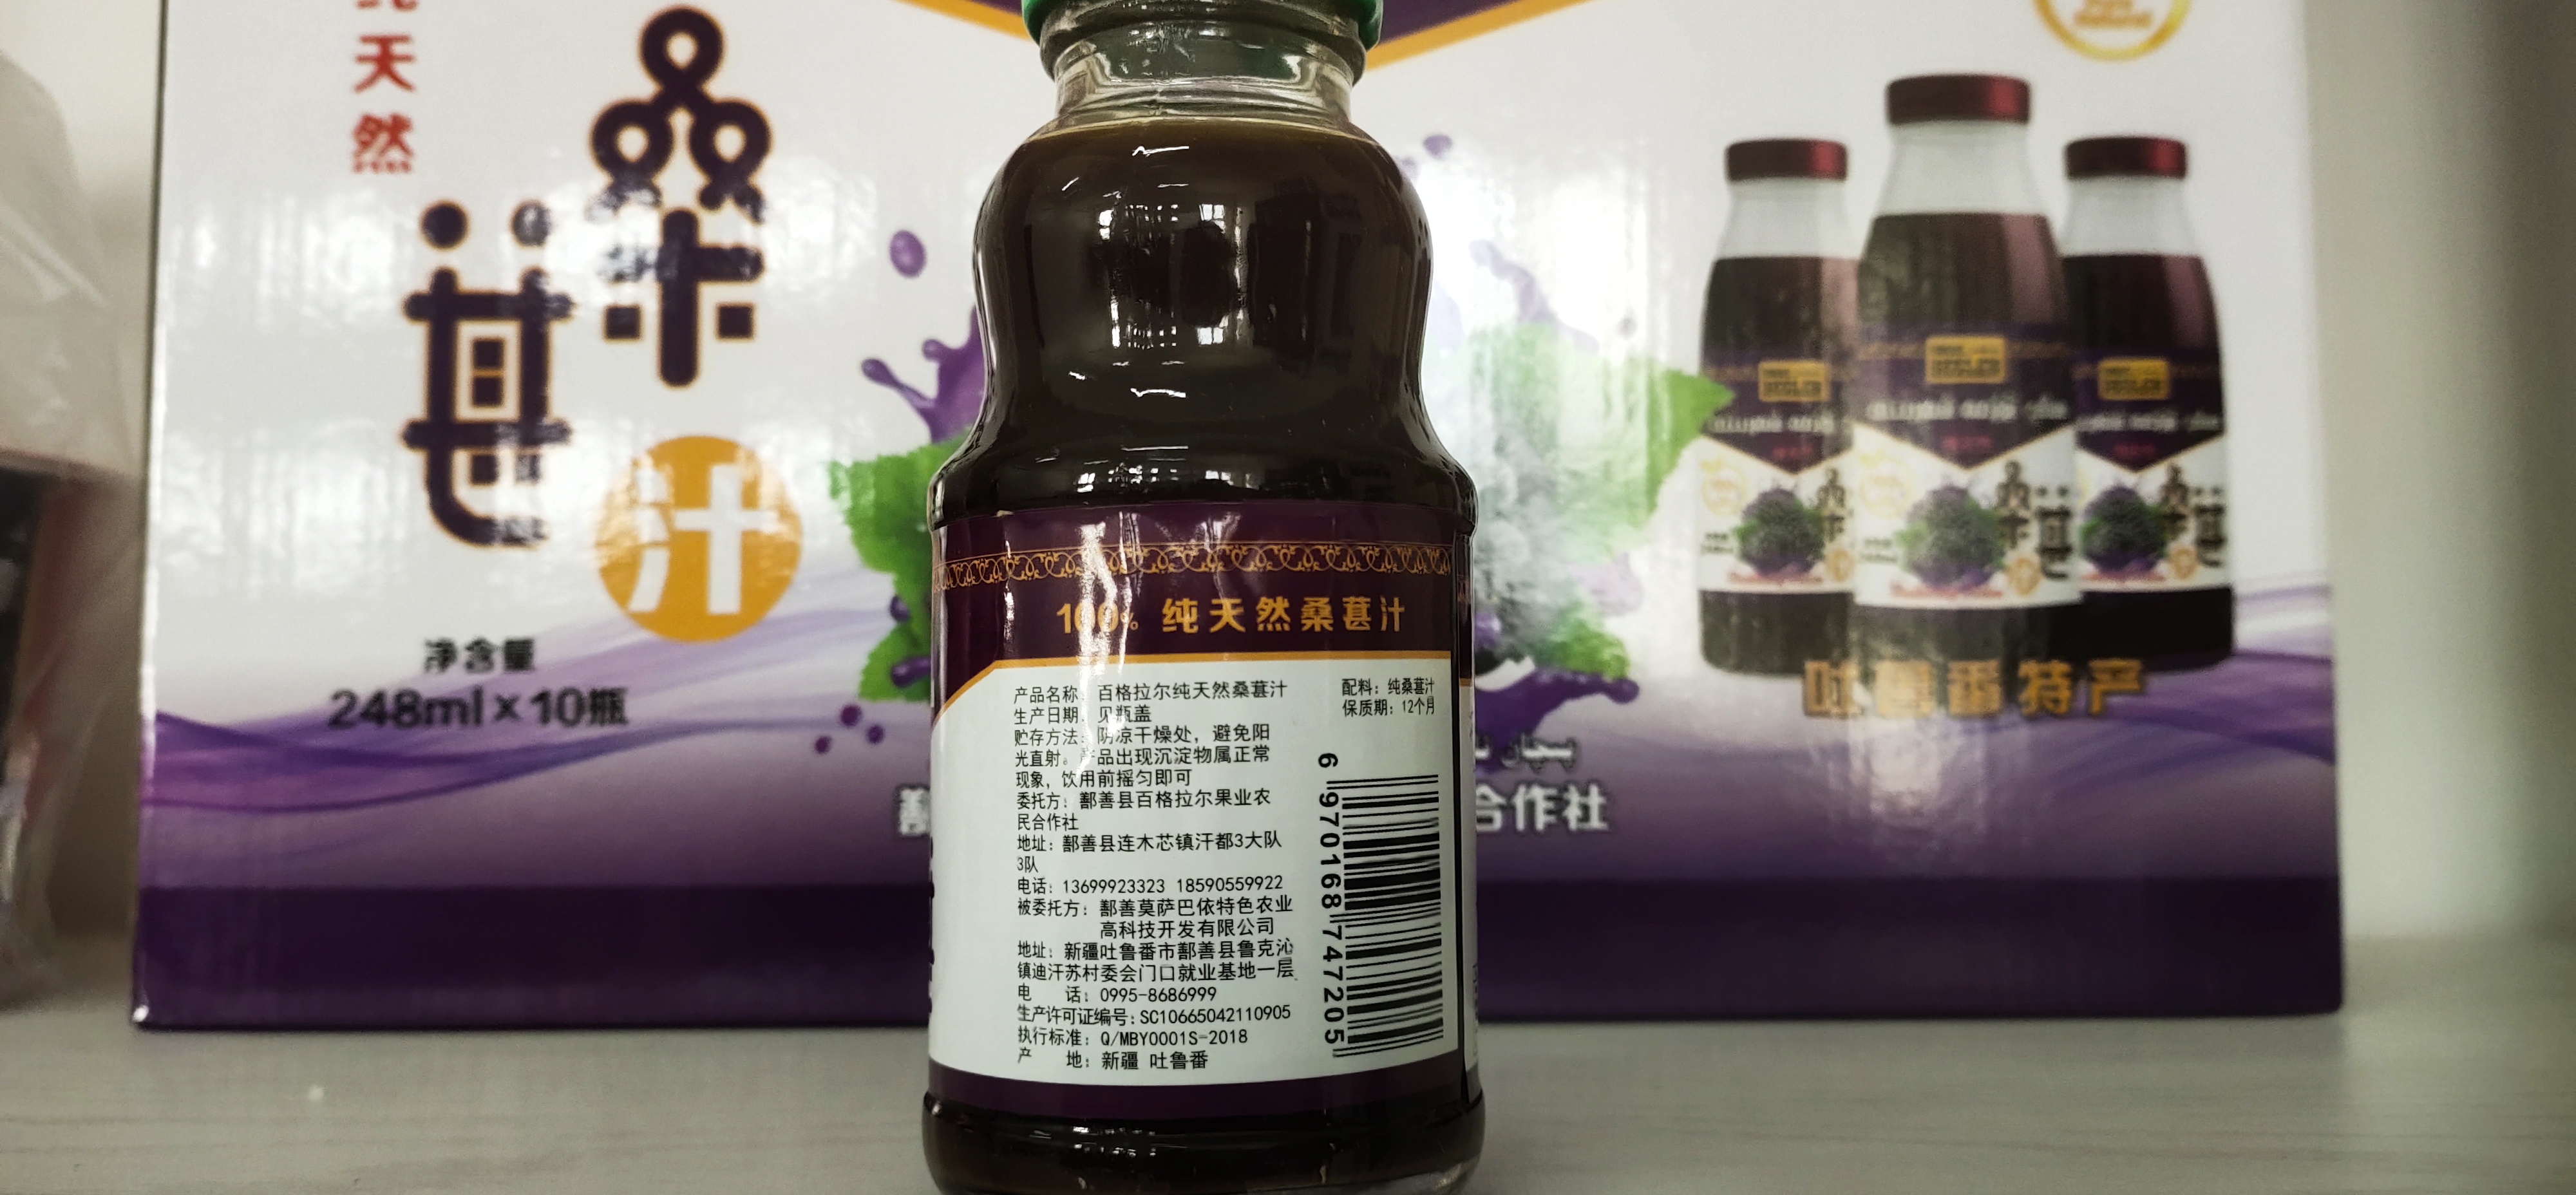 天然
桑葚
汁
净含量
248ml×10瓶
吐鲁番特产
合作社
100% 纯天然桑葚汁
产品名称：百格拉尔纯天然桑葚汁
生产日期：见瓶盖
贮存方法：阴凉干燥处，避免阳
光直射。产品出现沉淀物属正常
现象，饮用前摇匀即可
委托方：鄯善县百格拉尔果业农
民合作社
地址：鄯善县连木芯镇汗都3大队
3队
电话：13699923323 18590559922
被委托方：鄯善莫萨巴依特色农业
高科技开发有限公司
地址：新疆吐鲁番市鄯善县鲁克沁
镇迪汗苏村委会门口就业基地一层
电 话：0995-8686999
生产许可证编号：SC10665042110905
执行标准：Q/MBY0001S-2018
产 地：新疆 吐鲁番
配料：纯桑葚汁
保质期：12个月
6 970168 747205